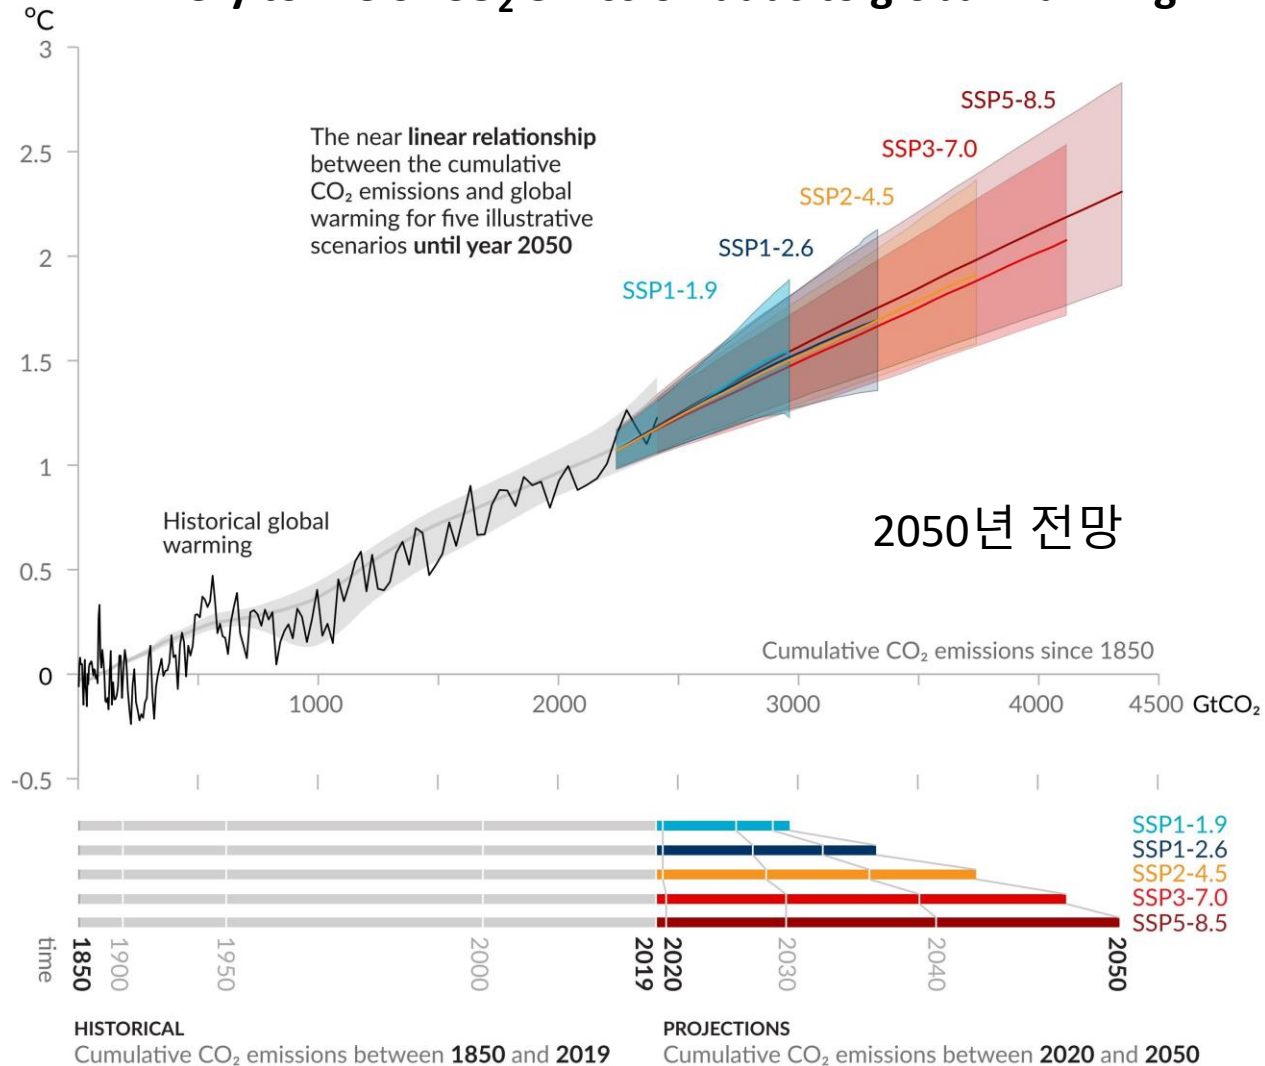 °C
3
SSP5-8.5
The near linear relationship
between the cumulative
CO₂ emissions and global
warming for five illustrative
scenarios until year 2050
SSP3-7.0
2.5
SSP2-4.5
2
SSP1-2.6
SSP1-1.9
1.5
1
Historical global
warming
2050년 전망
0.5
Cumulative CO₂ emissions since 1850
0
1000
2000
3000
4000
4500 GtCO₂
-0.5
SSP1-1.9
SSP1-2.6
SSP2-4.5
SSP3-7.0
SSP5-8.5
time
1850
1900
1950
2000
2019
2020
2030
2040
2050
HISTORICAL
Cumulative CO₂ emissions between 1850 and 2019
PROJECTIONS
Cumulative CO₂ emissions between 2020 and 2050